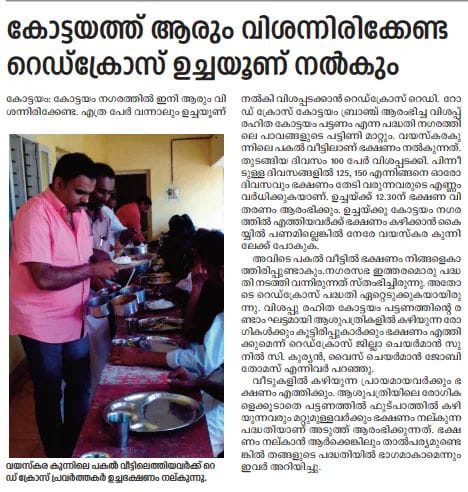 കോട്ടയത്ത് ആരും വിശന്നിരിക്കേണ്ട
റെഡ്ക്രോസ് ഉച്ചയൂണ് നൽകും
കോട്ടയം: കോട്ടയം നഗരത്തിൽ ഇനി ആരും വി
ശന്നിരിക്കേണ്ട. എത്ര പേർ വന്നാലും ഉച്ചയൂണ്
വയസ്കര കുന്നിലെ പകൽ വീട്ടിലെത്തിയവർക്ക് റെ
ഡ് ക്രോസ് പ്രവർത്തകർ ഉച്ചഭക്ഷണം നല്കുന്നു.
നൽകി വിശപ്പടക്കാൻ റെഡ്ക്രോസ് റെഡി. റോ
ഡ് ക്രോസ് കോട്ടയം ബ്രാഞ്ച് ആരംഭിച്ച വിശപ്പ്
രഹിത കോട്ടയം പട്ടണം എന്ന പദ്ധതി നഗരത്തി
ലെ പാവങ്ങളുടെ പട്ടിണി മാറ്റും. വയസ്കരകു
ന്നിലെ പകൽ വീട്ടിലാണ് ഭക്ഷണം നൽകുന്നത്.
തുടങ്ങിയ ദിവസം 100 പേർ വിശപ്പടക്കി. പിന്നീ
ട്ടുള്ള ദിവസങ്ങളിൽ 125, 150 എന്നിങ്ങനെ ഓരോ
ദിവസവും ഭക്ഷണം തേടി വരുന്നവരുടെ എണ്ണം
വർധിക്കുകയാണ്. ഉച്ചയ്ക്ക് 12.30ന് ഭക്ഷണ വി
തരണം ആരംഭിക്കും. ഉച്ചയ്ക്കു കോട്ടയം നഗര
ത്തിൽ എത്തിയവർക്ക് ഭക്ഷണം കഴിക്കാൻ കൈ
യ്യിൽ പണമില്ലെങ്കിൽ നേരേ വയസ്കര കുന്നി
ലേക്ക് പോകുക.
അവിടെ പകൽ വീട്ടിൽ ഭക്ഷണം നിങ്ങളെകാ
ത്തിരിപ്പുണ്ടാകും.നഗരസഭ ഇത്തരമൊരു പദ്ധ
തി നടത്തി വന്നിരുന്നത് സ്തംഭിച്ചിരുന്നു. അതോ
ടെ റെഡ്ക്രോസ് പദ്ധതി ഏറ്റെടുക്കുകയായിരു
ന്നു. വിശപ്പു രഹിത കോട്ടയം പട്ടണത്തിന്റെ ര
ണ്ടാം ഘട്ടമായി ആശുപത്രികളിൽ കഴിയുന്ന രോ
ഗികൾക്കും കൂട്ടിരിപ്പുകാർക്കും ഭക്ഷണം എത്തി
ക്കുമെന്ന് റെഡ്ക്രോസ് ജില്ലാ ചെയർമാൻ സു
നിൽ സി. കുര്യൻ, വൈസ് ചെയർമാൻ ജോബി
തോമസ് എന്നിവർ പറഞ്ഞു.
വീടുകളിൽ കഴിയുന്ന പ്രായമായവർക്കും ഭ
ക്ഷണം എത്തിക്കും. ആശുപത്രിയിലെ രോഗിക
ളെക്കൂടാതെ പട്ടണത്തിൽ ഫുട്പാത്തിൽ കഴി
യുന്നവരും മറ്റുമുള്ളവർക്കും ഭക്ഷണം നല്കുന്ന
പദ്ധതിയാണ് അടുത്ത് ആരംഭിക്കുന്നത്. ഭക്ഷ
ണം നല്കാൻ ആർക്കെങ്കിലും താൽപര്യമുണ്ടെ
ങ്കിൽ തങ്ങളുടെ പദ്ധതിയിൽ ഭാഗമാകാമെന്നും
ഇവർ അറിയിച്ചു.